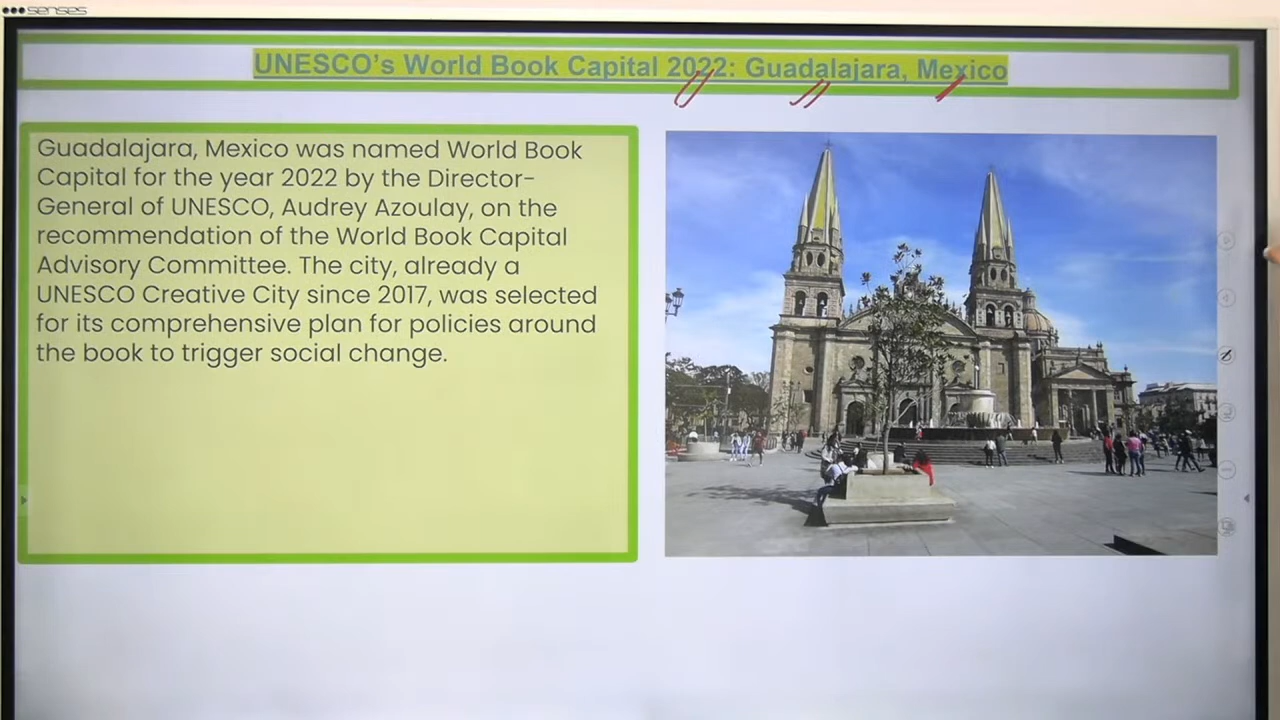 senses
UNESCO's World Book Capital 2022: Guadalajara, Mexico
Guadalajara, Mexico was named World Book
Capital for the year 2022 by the Director-
General of UNESCO, Audrey Azoulay, on the
recommendation of the World Book Capital
Advisory Committee. The city, already a
UNESCO Creative City since 2017, was selected
for its comprehensive plan for policies around
the book to trigger social change.